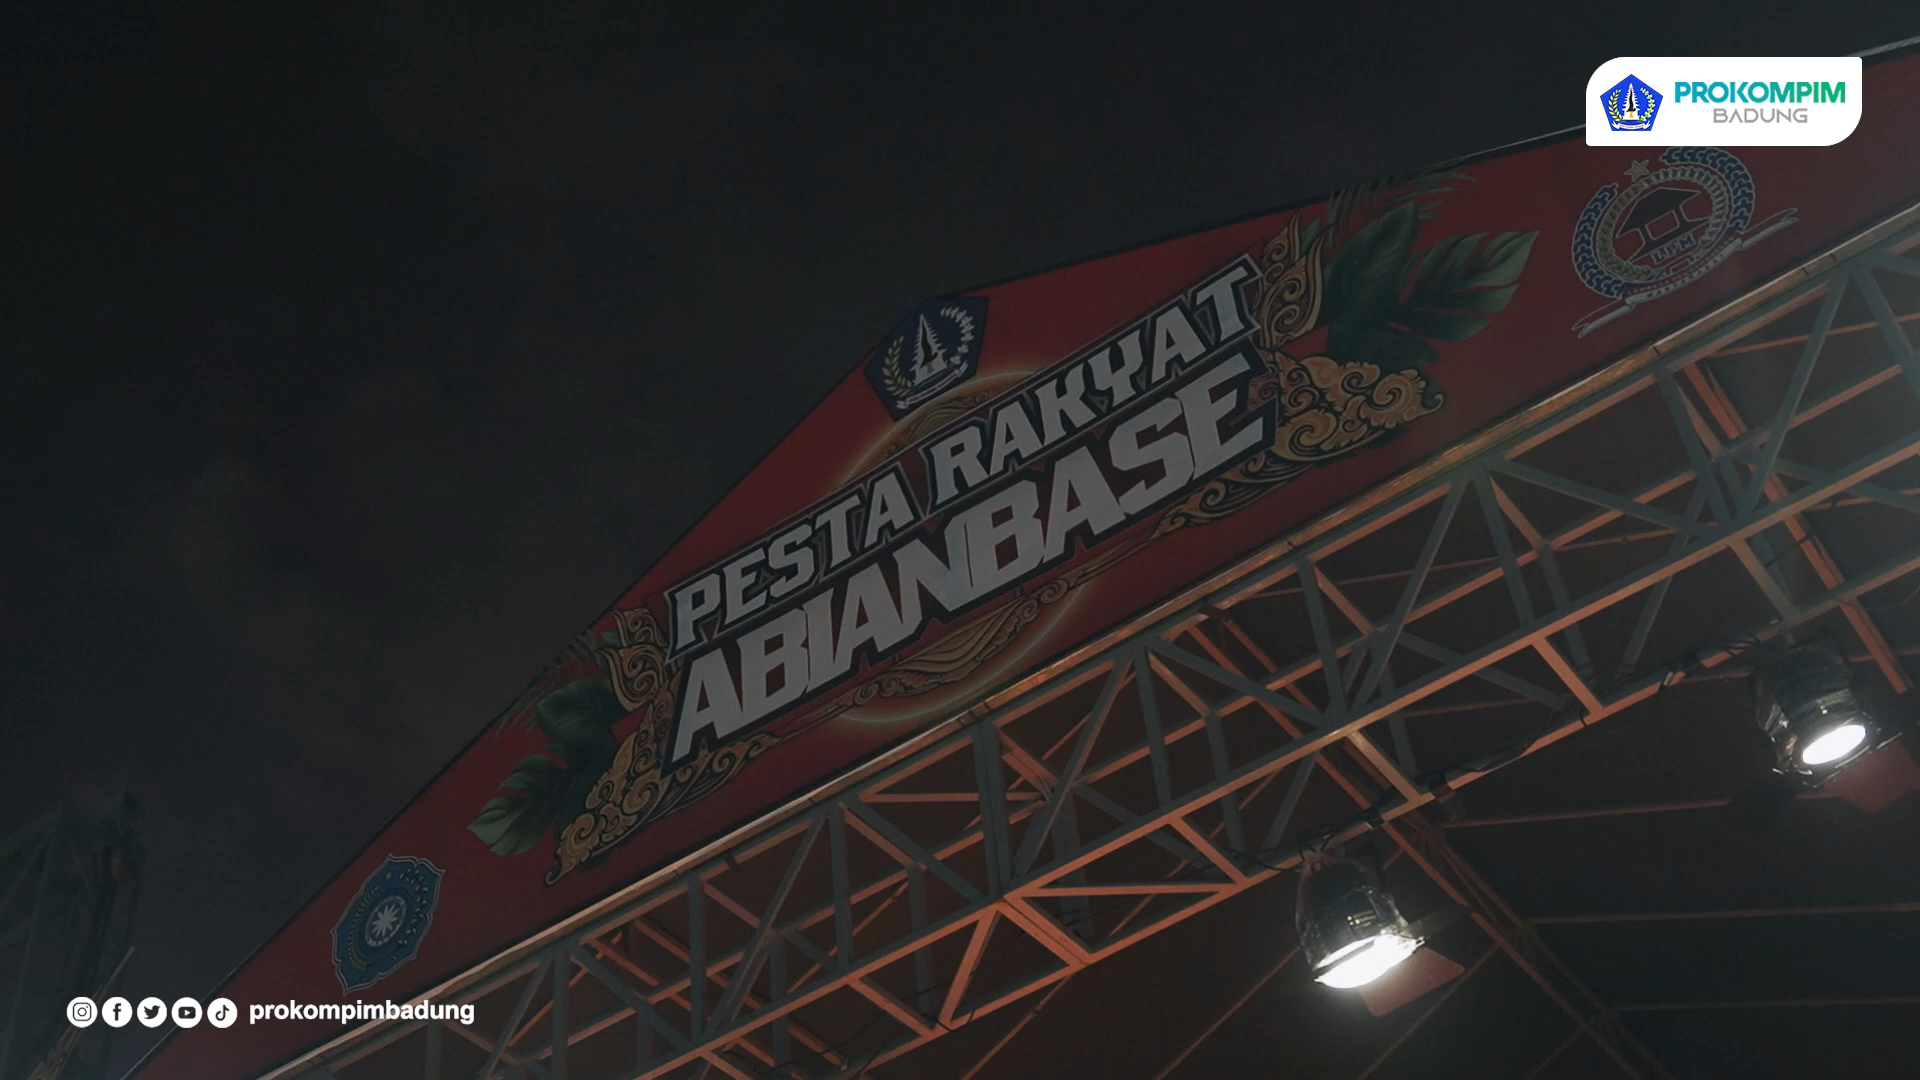 PROKOMPIM
BADUNG
PESTA RAKYAT
ABIANBASE
LPM
prokompimbadung